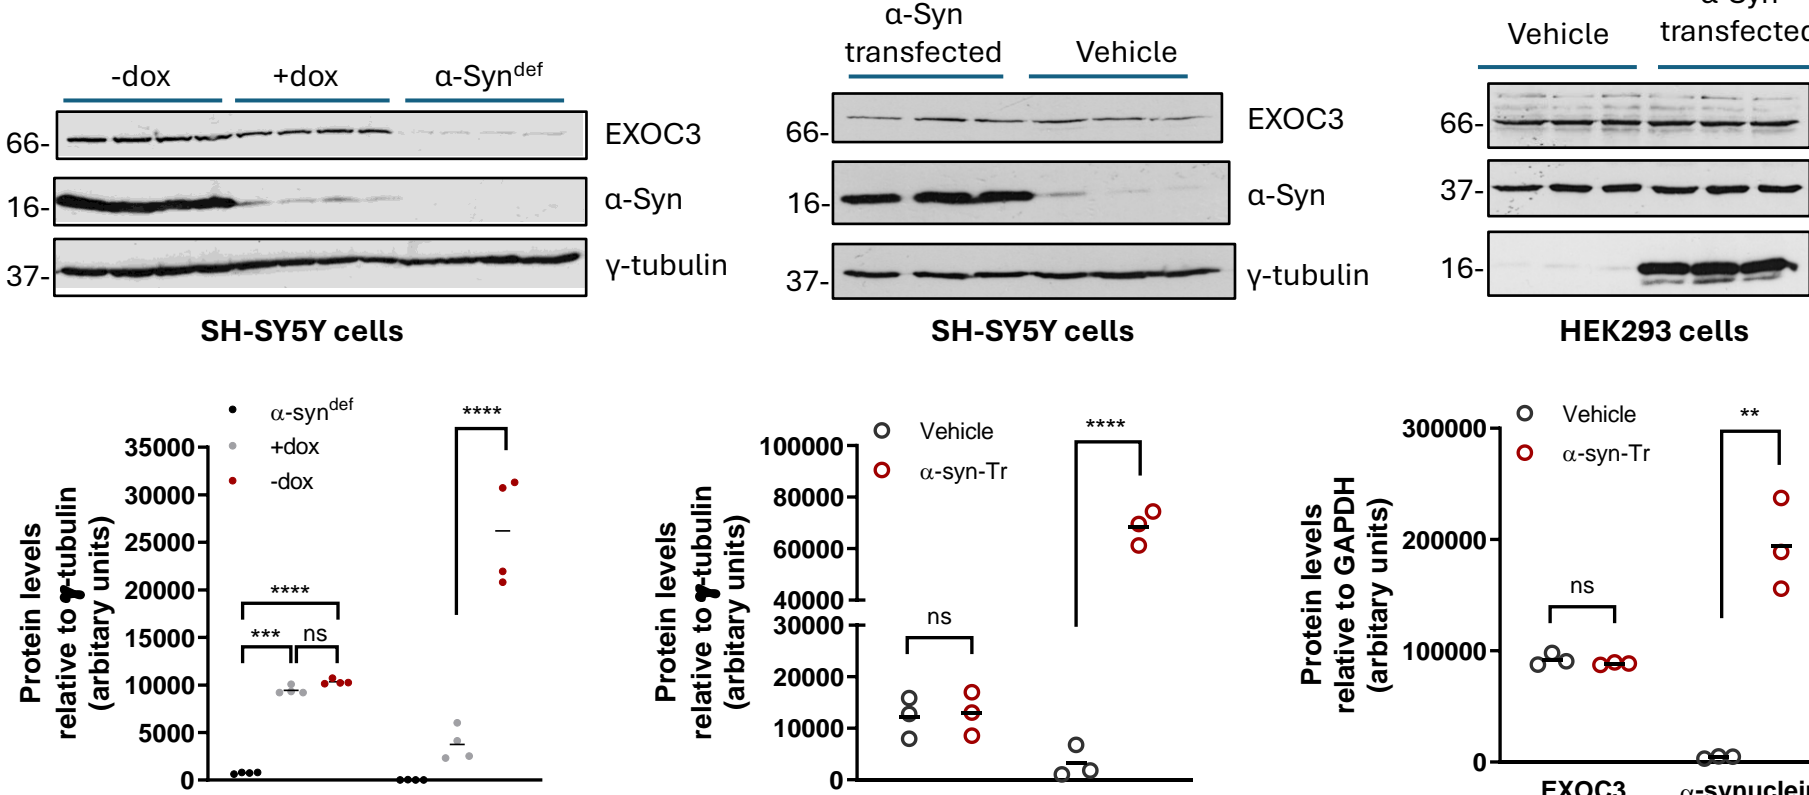 -dox +dox α-Syndef
66- EXOC3
16- α-Syn
37- γ-tubulin
SH-SY5Y cells
α-Syn
transfected Vehicle
66- EXOC3
16- α-Syn
37- γ-tubulin
SH-SY5Y cells
α-Syn
Vehicle transfected
66-
37-
16-
HEK293 cells
α-syndef
+dox
-dox
****
35000
30000
25000
20000
15000
10000
5000
0
****
*** ns
Protein levels
relative to γ-tubulin
(arbitary units)
Vehicle
α-syn-Tr
****
100000
80000
60000
40000
30000
20000
10000
0
ns
Protein levels
relative to γ-tubulin
(arbitary units)
Vehicle
α-syn-Tr
**
300000
200000
100000
0
ns
Protein levels
relative to GAPDH
(arbitary units)
EXOC3 α-synuclein